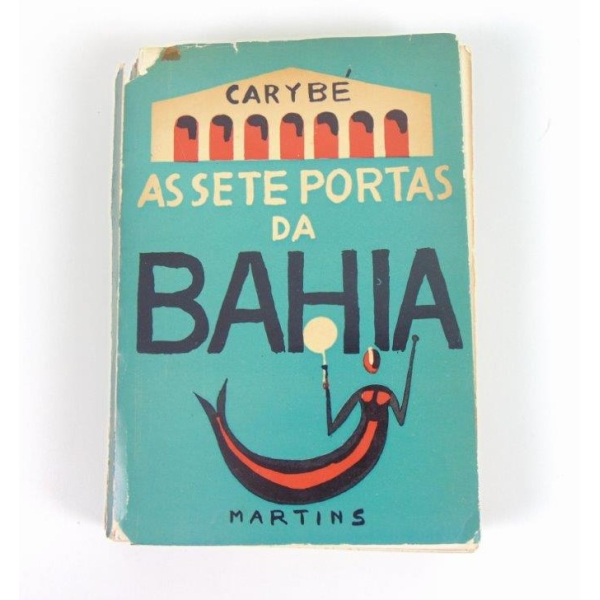 CARYBÉ
AS SETE PORTAS
DA
BAHIA
MARTINS